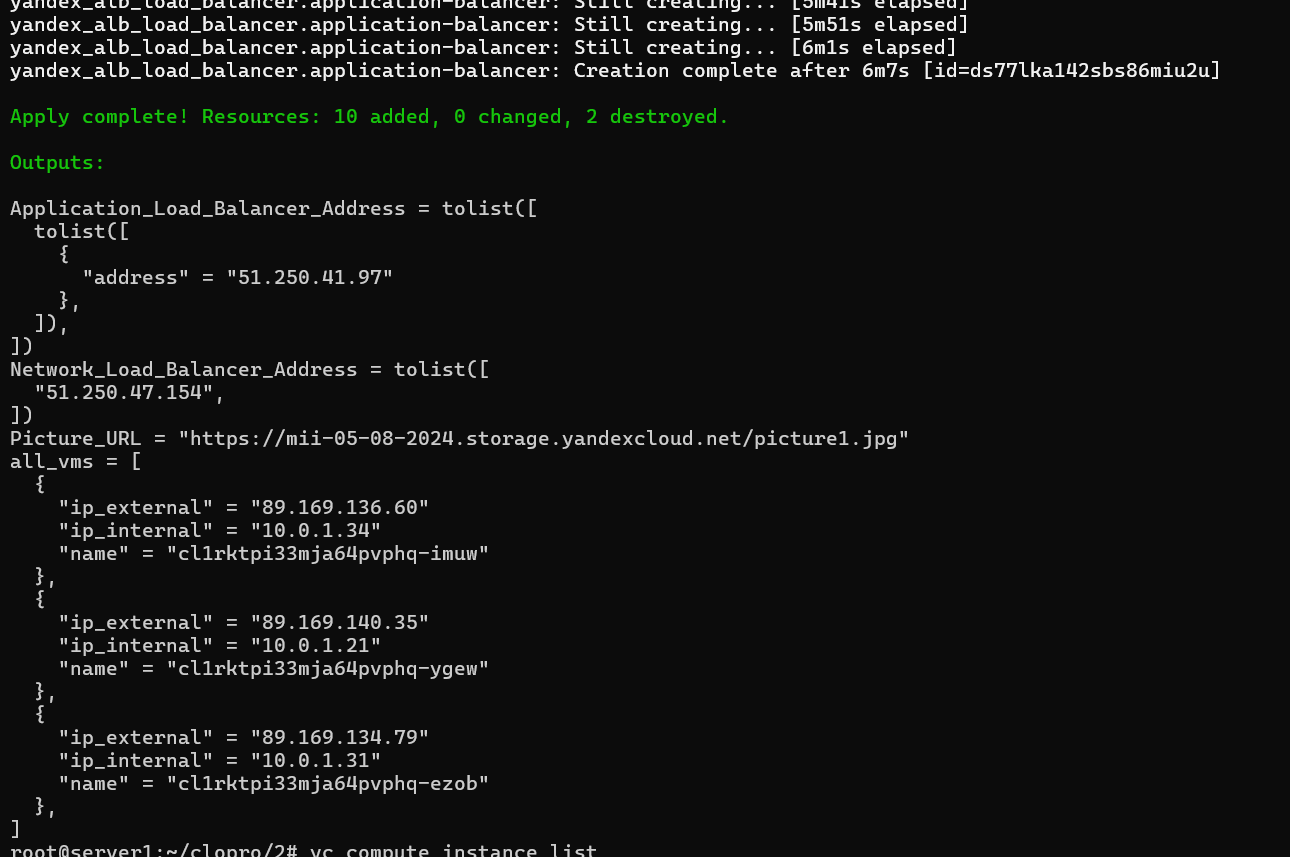 yandex_alb_load_balancer.application-balancer: Still creating... [5m41s elapsed]
yandex_alb_load_balancer.application-balancer: Still creating... [5m51s elapsed]
yandex_alb_load_balancer.application-balancer: Still creating... [6m1s elapsed]
yandex_alb_load_balancer.application-balancer: Creation complete after 6m7s [id=ds77lka142sbs86miu2u]

Apply complete! Resources: 10 added, 0 changed, 2 destroyed.

Outputs:

Application_Load_Balancer_Address = tolist([
  tolist([
    {
      "address" = "51.250.41.97"
    },
  ]),
])
Network_Load_Balancer_Address = tolist([
  "51.250.47.154",
])
Picture_URL = "https://mii-05-08-2024.storage.yandexcloud.net/picture1.jpg"
all_vms = [
  {
    "ip_external" = "89.169.136.60"
    "ip_internal" = "10.0.1.34"
    "name" = "cl1rktpi33mja64pvphq-imuw"
  },
  {
    "ip_external" = "89.169.140.35"
    "ip_internal" = "10.0.1.21"
    "name" = "cl1rktpi33mja64pvphq-ygew"
  },
  {
    "ip_external" = "89.169.134.79"
    "ip_internal" = "10.0.1.31"
    "name" = "cl1rktpi33mja64pvphq-ezob"
  },
]
root@server1:~/clopro/2# yc compute instance list